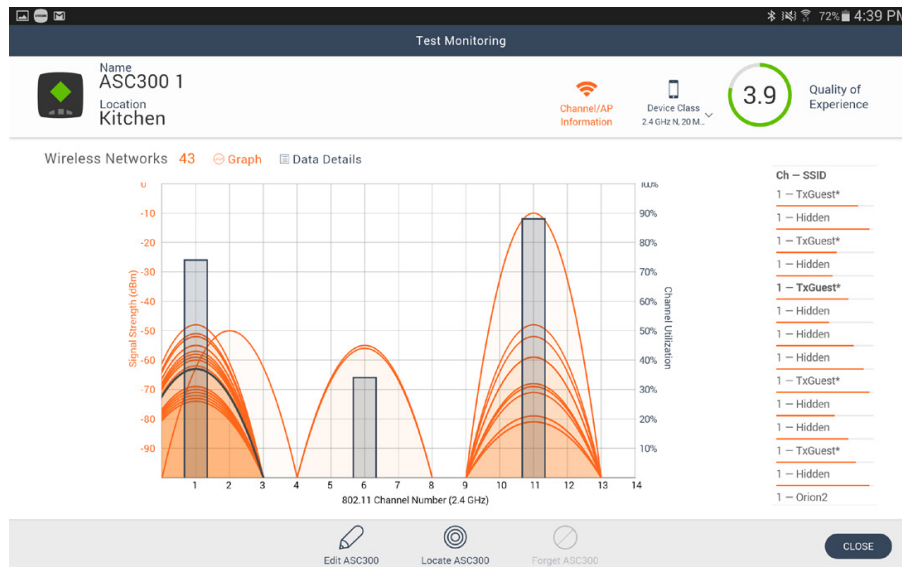 72% 4:39 PM
Test Monitoring
Name
ASC300 1
Location
Kitchen
Channel/AP
Information
Device Class
2.4 GHz N, 20 M...
3.9
Quality of
Experience
Wireless Networks 43 Graph Data Details
Signal Strength (dBm)
0
-10
-20
-30
-40
-50
-60
-70
-80
-90
100%
90%
80%
70%
60%
50%
40%
30%
20%
10%
Channel Utilization
1 2 3 4 5 6 7 8 9 10 11 12 13 14
802.11 Channel Number (2.4 GHz)
Ch – SSID
1 – TxGuest*
1 – Hidden
1 – TxGuest*
1 – Hidden
1 – TxGuest*
1 – Hidden
1 – Hidden
1 – Hidden
1 – TxGuest*
1 – Hidden
1 – Hidden
1 – TxGuest*
1 – Hidden
1 – Orion2
Edit ASC300 Locate ASC300 Forget ASC300
CLOSE